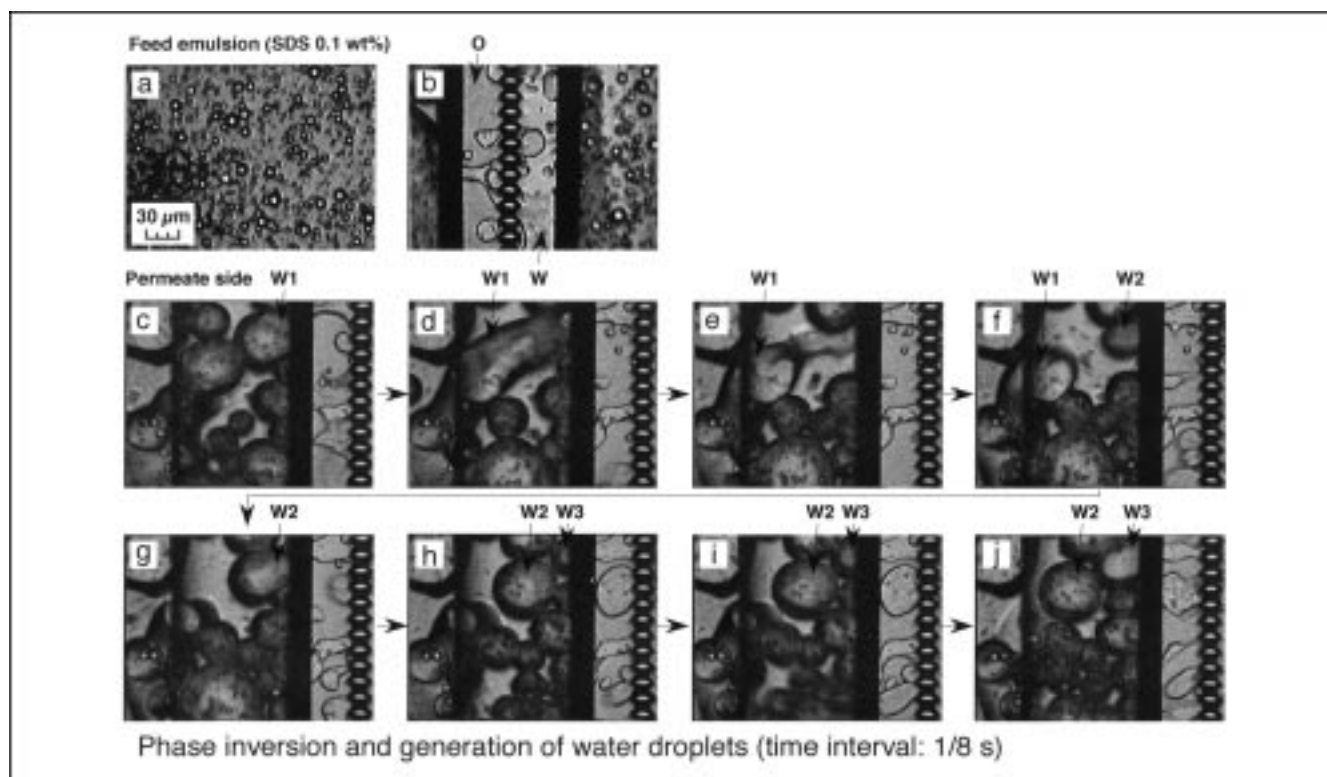 Feed emulsion (SDS 0.1 wt%)
O
a
b
30 µm
Permeate side W1
W1 W
W1
W1 W2
c
d
e
f
W2
W2 W3
W2 W3
W2 W3
g
h
i
j
Phase inversion and generation of water droplets (time interval: 1/8 s)